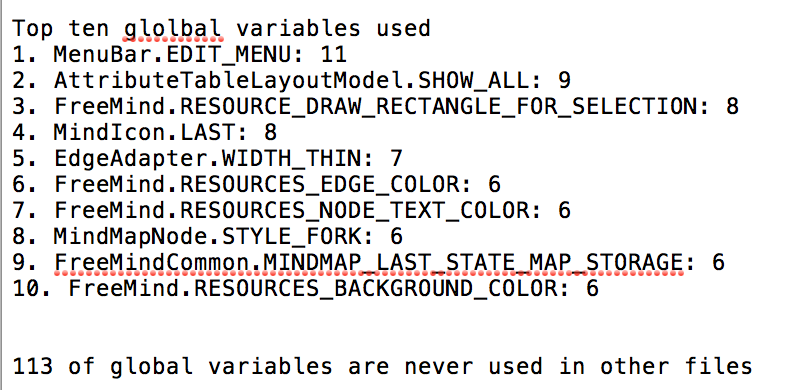 Top ten glolbal variables used
1. MenuBar.EDIT_MENU: 11
2. AttributeTableLayoutModel.SHOW_ALL: 9
3. FreeMind.RESOURCE_DRAW_RECTANGLE_FOR_SELECTION: 8
4. MindIcon.LAST: 8
5. EdgeAdapter.WIDTH_THIN: 7
6. FreeMind.RESOURCES_EDGE_COLOR: 6
7. FreeMind.RESOURCES_NODE_TEXT_COLOR: 6
8. MindMapNode.STYLE_FORK: 6
9. FreeMindCommon.MINDMAP_LAST_STATE_MAP_STORAGE: 6
10. FreeMind.RESOURCES_BACKGROUND_COLOR: 6
113 of global variables are never used in other files